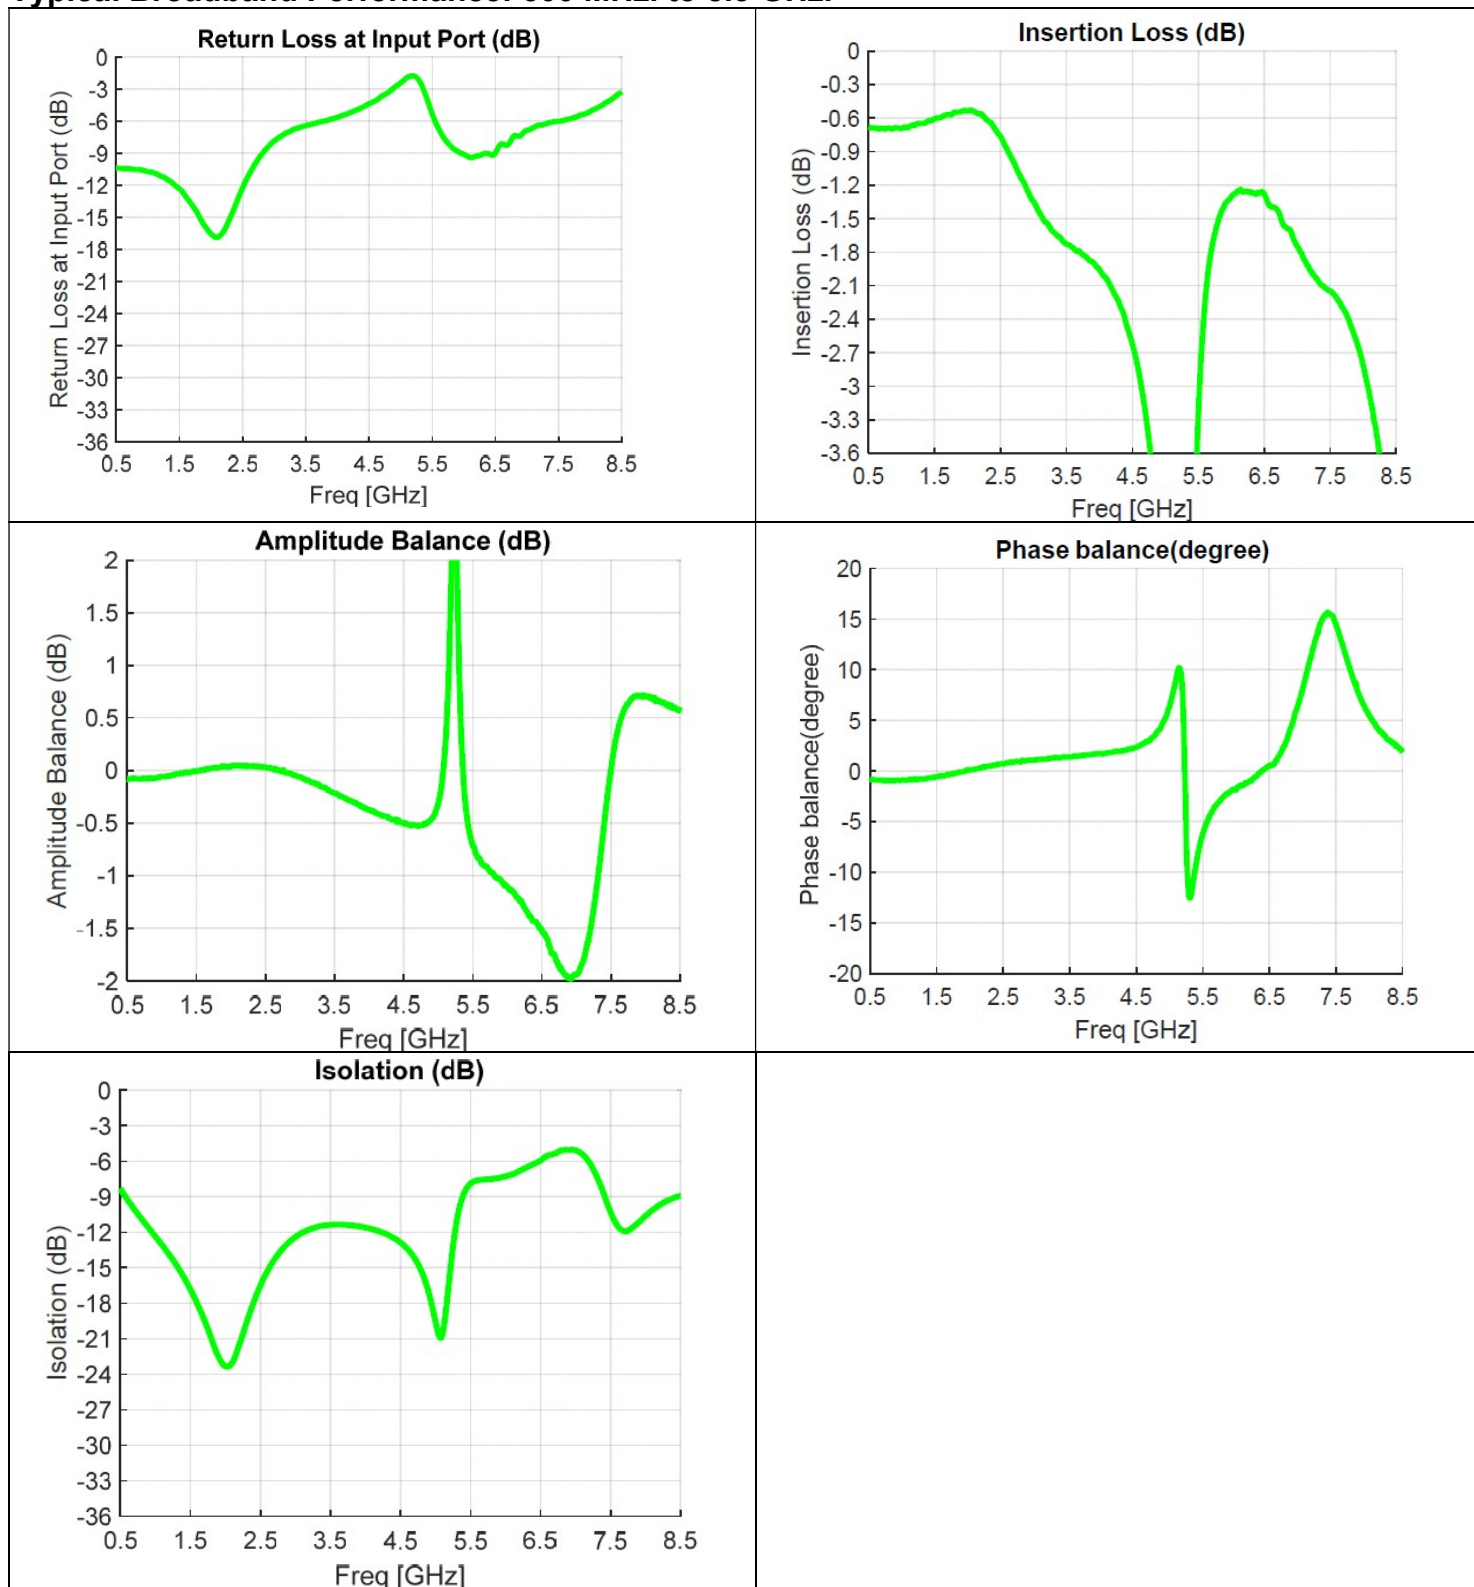 Typical Broadband Performance: 500 MHz. to 8.5 GHz.
Return Loss at Input Port (dB)
Return Loss at Input Port (dB)
0
-3
-6
-9
-12
-15
-18
-21
-24
-27
-30
-33
-36
0.5 1.5 2.5 3.5 4.5 5.5 6.5 7.5 8.5
Freq [GHz]
Insertion Loss (dB)
Insertion Loss (dB)
0
-0.3
-0.6
-0.9
-1.2
-1.5
-1.8
-2.1
-2.4
-2.7
-3
-3.3
-3.6
0.5 1.5 2.5 3.5 4.5 5.5 6.5 7.5 8.5
Freq [GHz]
Amplitude Balance (dB)
Amplitude Balance (dB)
2
1.5
1
0.5
0
-0.5
-1
-1.5
-2
0.5 1.5 2.5 3.5 4.5 5.5 6.5 7.5 8.5
Freq [GHz]
Phase balance(degree)
Phase balance(degree)
20
15
10
5
0
-5
-10
-15
-20
0.5 1.5 2.5 3.5 4.5 5.5 6.5 7.5 8.5
Freq [GHz]
Isolation (dB)
Isolation (dB)
0
-3
-6
-9
-12
-15
-18
-21
-24
-27
-30
-33
-36
0.5 1.5 2.5 3.5 4.5 5.5 6.5 7.5 8.5
Freq [GHz]